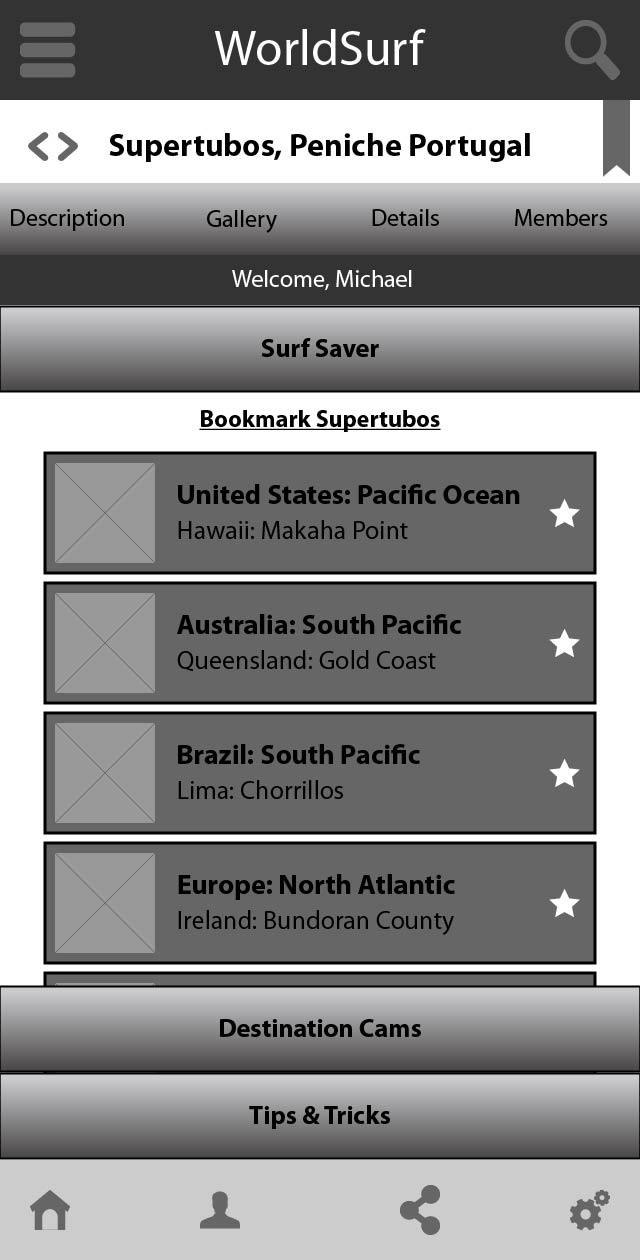 WorldSurf
Supertubos, Peniche Portugal
Description Gallery Details Members
Welcome, Michael
Surf Saver
Bookmark Supertubos
United States: Pacific Ocean
Hawaii: Makaha Point
Australia: South Pacific
Queensland: Gold Coast
Brazil: South Pacific
Lima: Chorrillos
Europe: North Atlantic
Ireland: Bundoran County
Destination Cams
Tips & Tricks